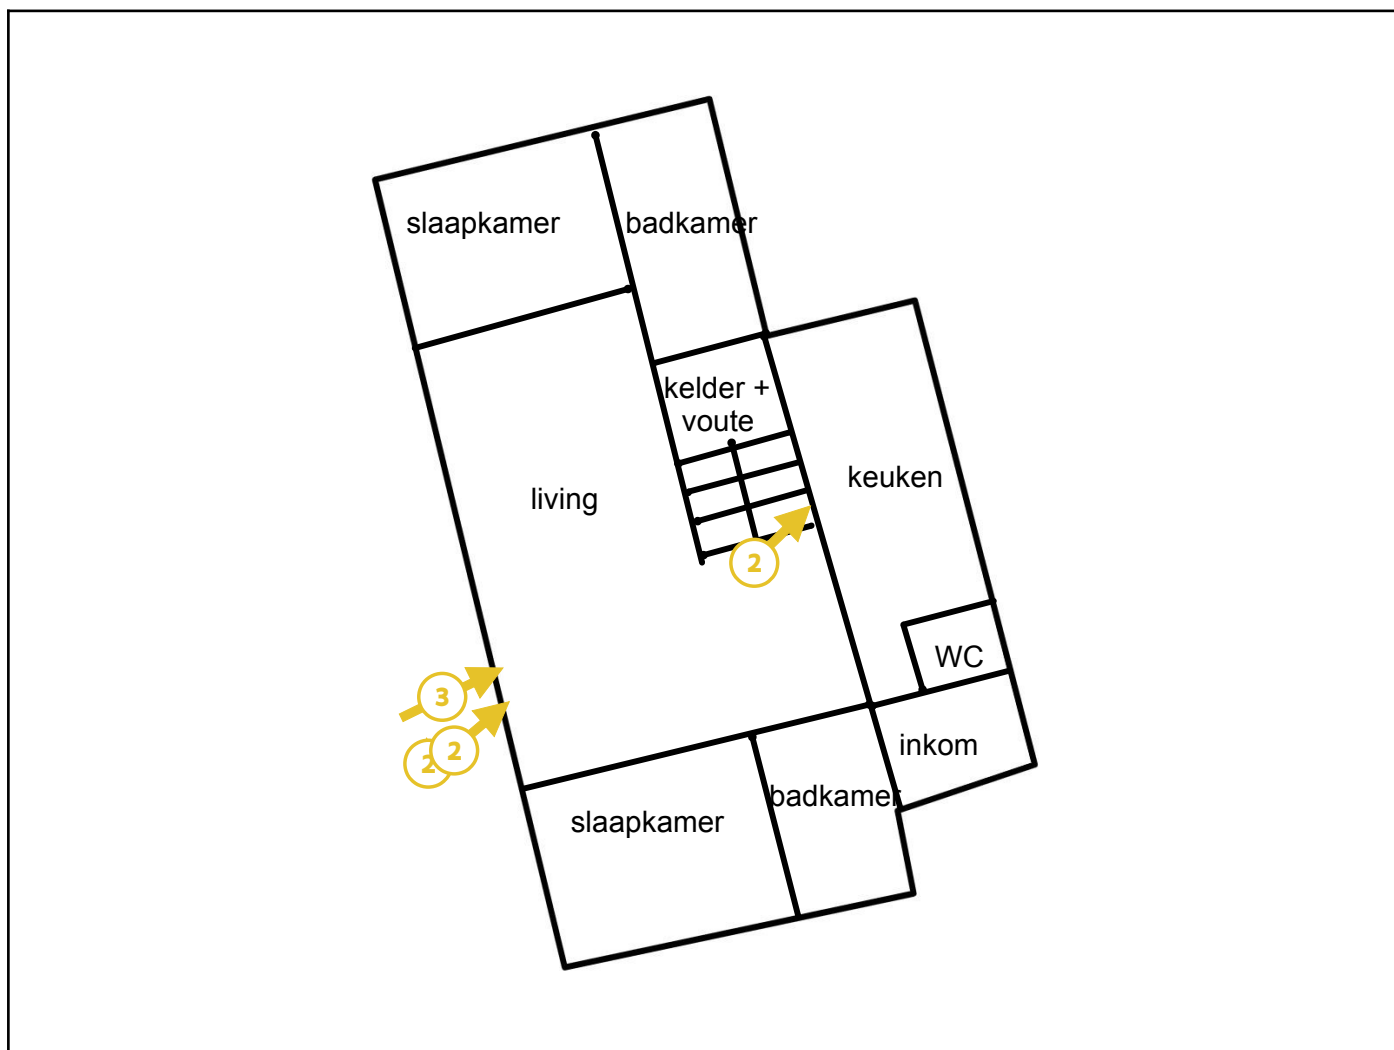 slaapkamer
badkamer
kelder +
voute
keuken
living
2
WC
3
2
2
inkom
badkamer
slaapkamer